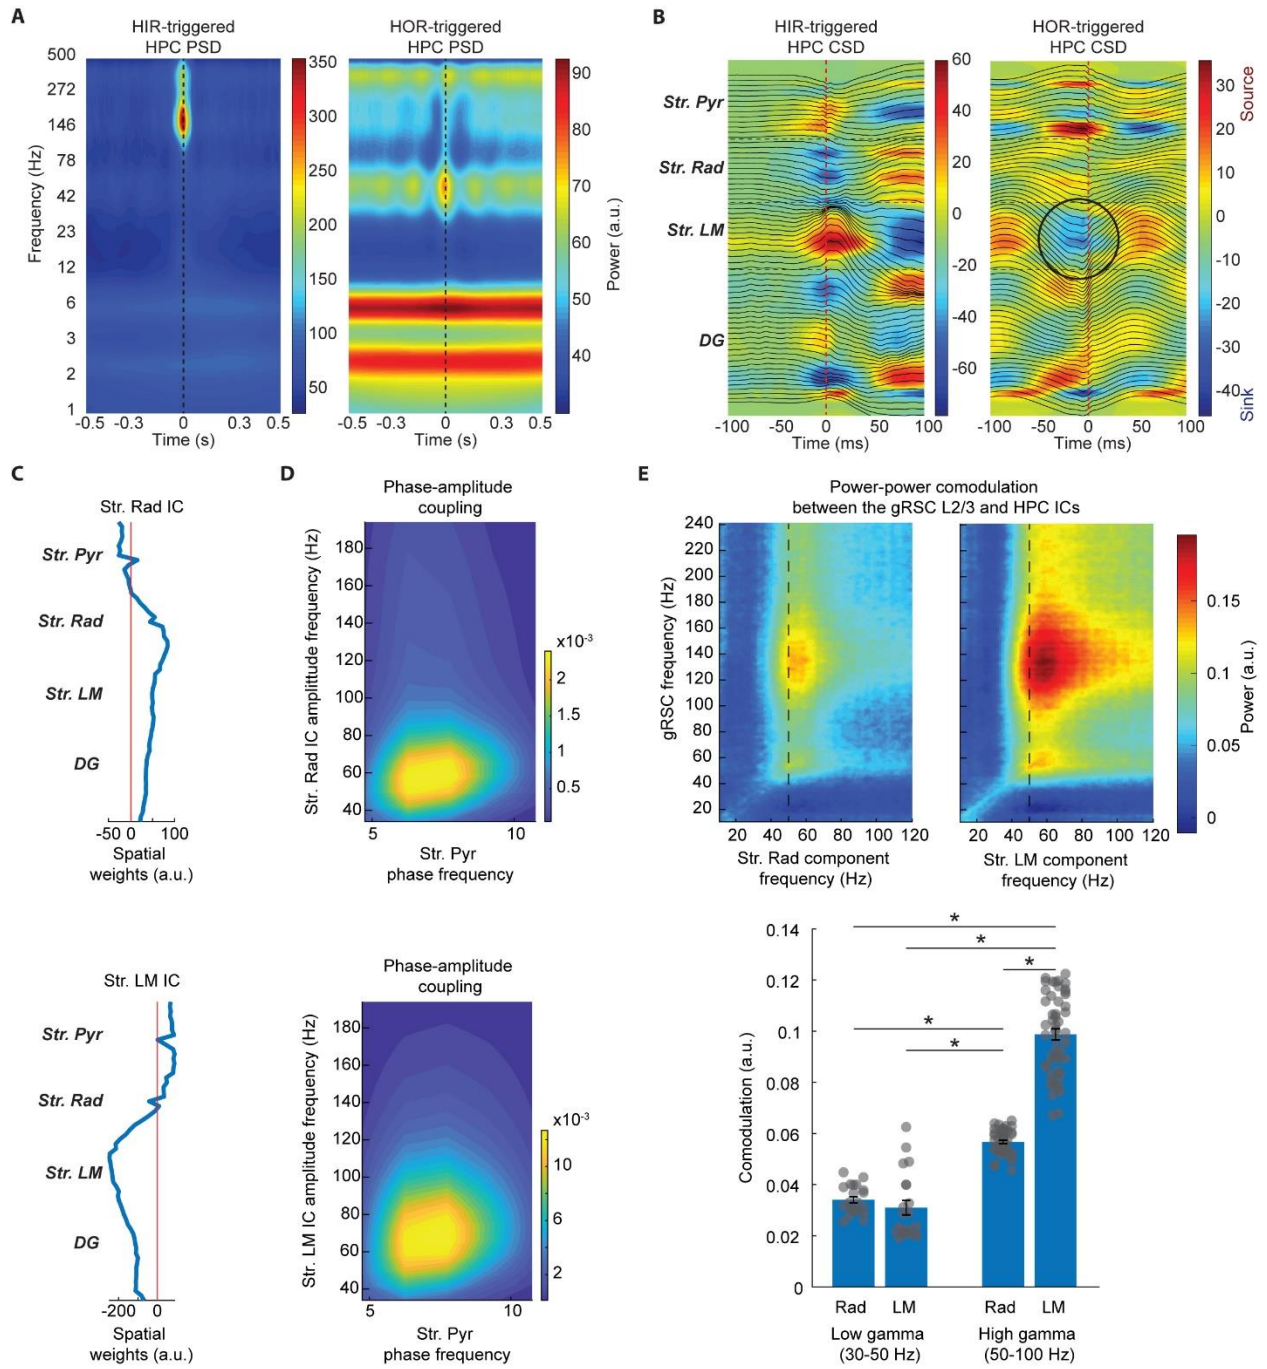 A
HIR-triggered
HPC PSD
HOR-triggered
HPC PSD
Frequency (Hz)
500
272
146
78
42
23
12
6
3
2
1
-0.5 -0.3 0 0.3 0.5
Time (s)
350
300
250
200
150
100
50
-0.5 -0.3 0 0.3 0.5
Time (s)
90
80
70
60
50
40
Power (a.u.)
B
HIR-triggered
HPC CSD
HOR-triggered
HPC CSD
Str. Pyr
Str. Rad
Str. LM
DG
-100 -50 0 50 100
Time (ms)
60
40
20
0
-20
-40
-60
-100 -50 0 50 100
Time (ms)
30
20
10
0
-10
-20
-30
-40
Source
Sink
C
Str. Rad IC
Str. Pyr
Str. Rad
Str. LM
DG
-50 0 100
Spatial
weights (a.u.)
Str. LM IC
Str. Pyr
Str. Rad
Str. LM
DG
-200 0
Spatial
weights (a.u.)
D
Phase-amplitude
coupling
Str. Rad IC amplitude frequency (Hz)
180
160
140
120
100
80
60
40
5 10
Str. Pyr
phase frequency
x10-3
2
1.5
1
0.5
Phase-amplitude
coupling
Str. LM IC amplitude frequency (Hz)
180
160
140
120
100
80
60
40
5 10
Str. Pyr
phase frequency
x10-3
10
6
2
E
Power-power comodulation
between the gRSC L2/3 and HPC ICs
gRSC frequency (Hz)
240
220
200
180
160
140
120
100
80
60
40
20
20 40 60 80 100 120
Str. Rad component
frequency (Hz)
240
220
200
180
160
140
120
100
80
60
40
20
20 40 60 80 100 120
Str. LM component
frequency (Hz)
0.15
0.1
0.05
0
Power (a.u.)
Comodulation (a.u.)
0.14
0.12
0.1
0.08
0.06
0.04
0.02
0
*
*
*
*
*
Rad LM Rad LM
Low gamma
(30-50 Hz)
High gamma
(50-100 Hz)